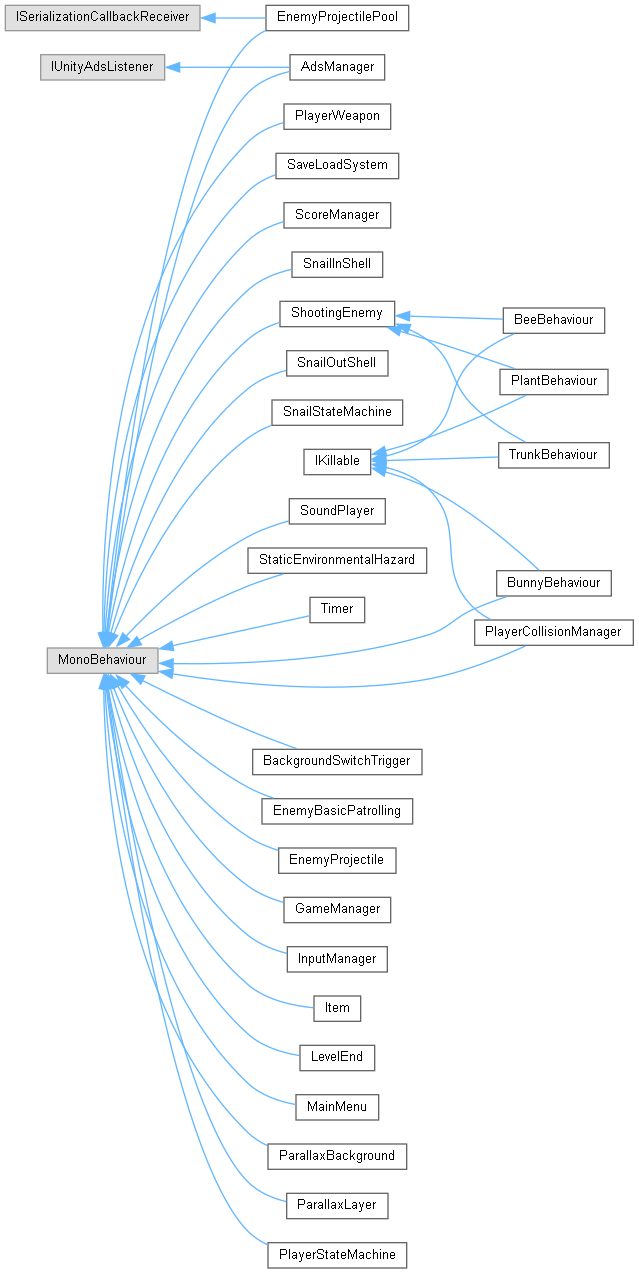 ISerializationCallbackReceiver
EnemyProjectilePool
IUnityAdsListener
AdsManager
PlayerWeapon
SaveLoadSystem
ScoreManager
SnailInShell
ShootingEnemy
BeeBehaviour
SnailOutShell
PlantBehaviour
SnailStateMachine
IKillable
TrunkBehaviour
SoundPlayer
StaticEnvironmentalHazard
BunnyBehaviour
Timer
PlayerCollisionManager
MonoBehaviour
BackgroundSwitchTrigger
EnemyBasicPatrolling
EnemyProjectile
GameManager
InputManager
Item
LevelEnd
MainMenu
ParallaxBackground
ParallaxLayer
PlayerStateMachine